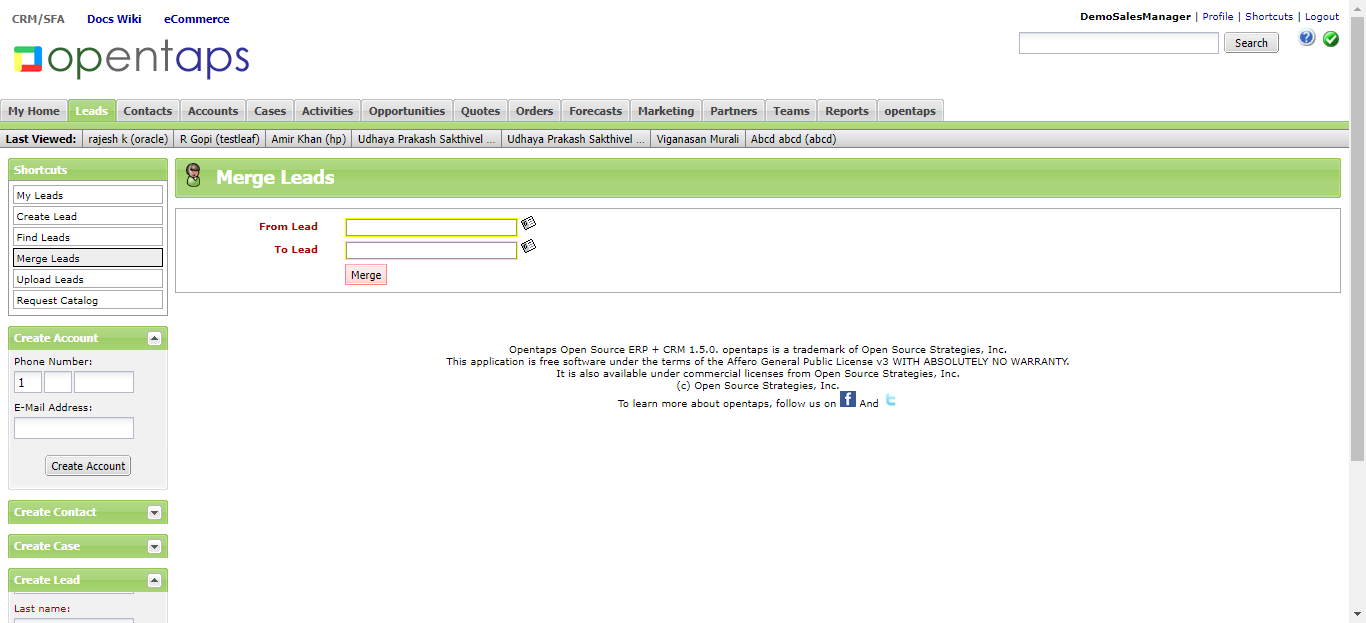 CRM/SFA Docs Wiki eCommerce
DemoSalesManager | Profile | Shortcuts | Logout
opentaps
Search
My Home Leads Contacts Accounts Cases Activities Opportunities Quotes Orders Forecasts Marketing Partners Teams Reports opentaps
Last Viewed: rajesh k (oracle) R Gopi (testleaf) Amir Khan (hp) Udhaya Prakash Sakthivel ... Udhaya Prakash Sakthivel ... Viganasan Murali Abcd abcd (abcd)
Shortcuts
My Leads
Create Lead
Find Leads
Merge Leads
Upload Leads
Request Catalog
Create Account
Phone Number:
1
E-Mail Address:
Create Account
Create Contact
Create Case
Create Lead
Last name:
Merge Leads
From Lead
To Lead
Merge
Opentaps Open Source ERP + CRM 1.5.0. opentaps is a trademark of Open Source Strategies, Inc.
This application is free software under the terms of the Affero General Public License v3 WITH ABSOLUTELY NO WARRANTY.
It is also available under commercial licenses from Open Source Strategies, Inc.
(c) Open Source Strategies, Inc.
To learn more about opentaps, follow us on f And t